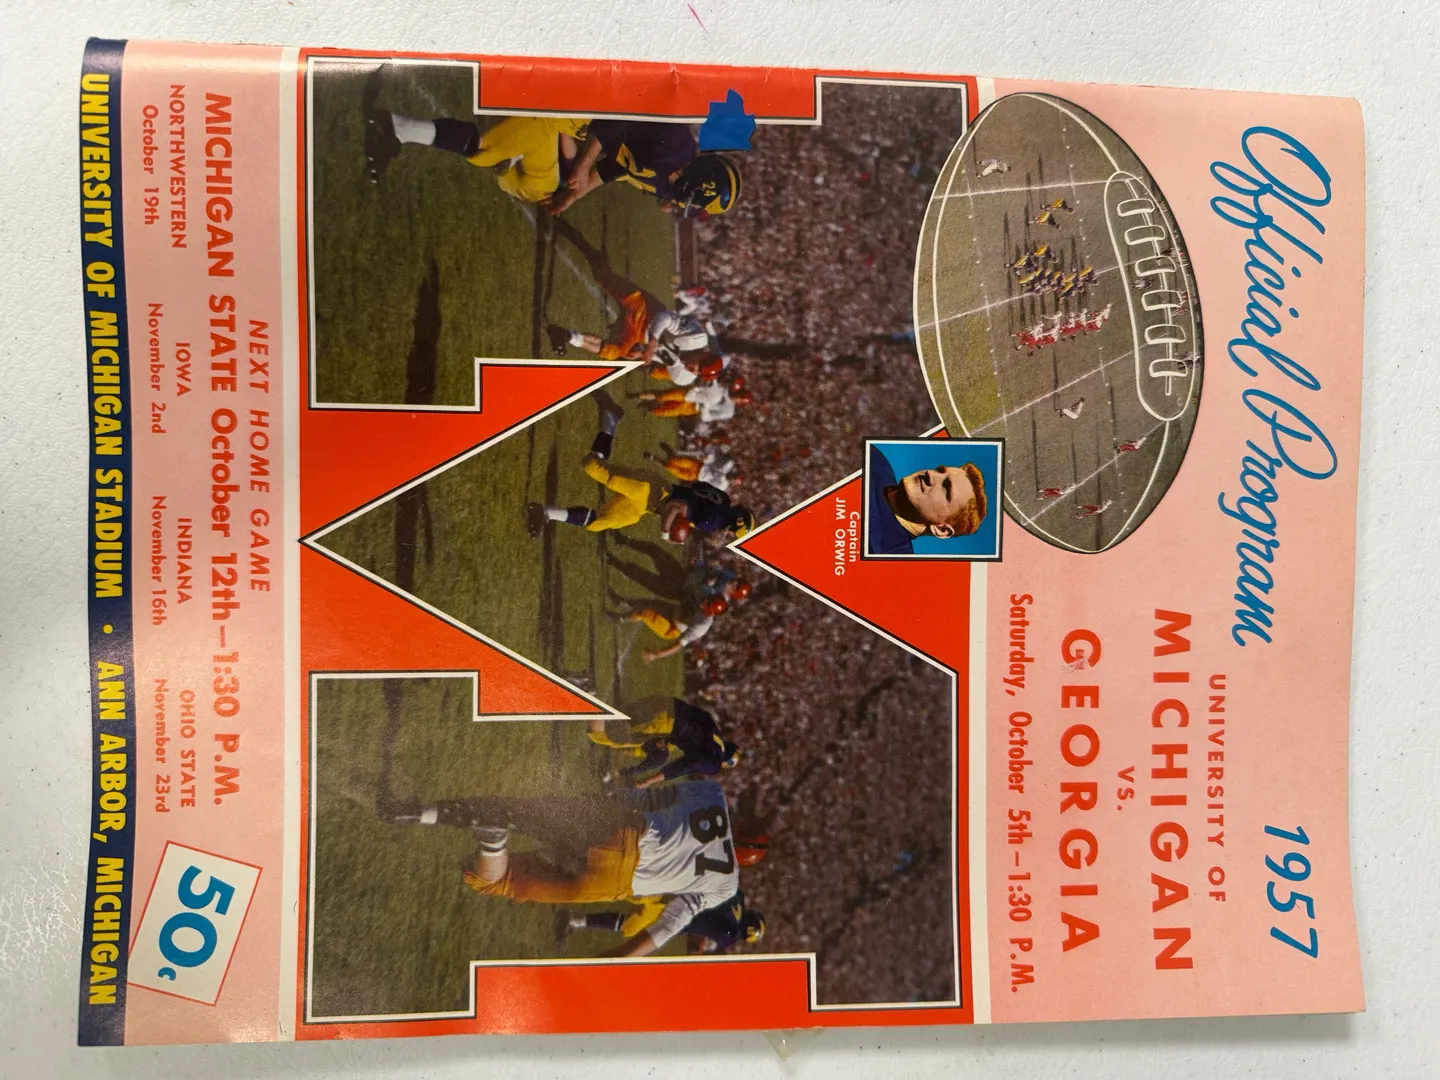 Official Program 1957
UNIVERSITY OF
MICHIGAN
VS.
GEORGIA
Saturday, October 5th—1:30 P.M.
Captain
JIM ORWIG
24
87
NEXT HOME GAME
MICHIGAN STATE October 12th—1:30 P.M.
NORTHWESTERN IOWA INDIANA OHIO STATE
October 19th November 2nd November 16th November 23rd
50¢
UNIVERSITY OF MICHIGAN STADIUM • ANN ARBOR, MICHIGAN